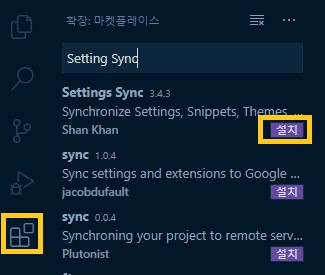 확장: 마켓플레이스
Setting Sync
Settings Sync 3.4.3
Synchronize Settings, Snippets, Themes, ...
Shan Khan 설치
sync 1.0.4
Sync settings and extensions to Google ...
jacobdufault 설치
sync 0.0.4
Synchroning your project to remote serv...
Plutonist 설치